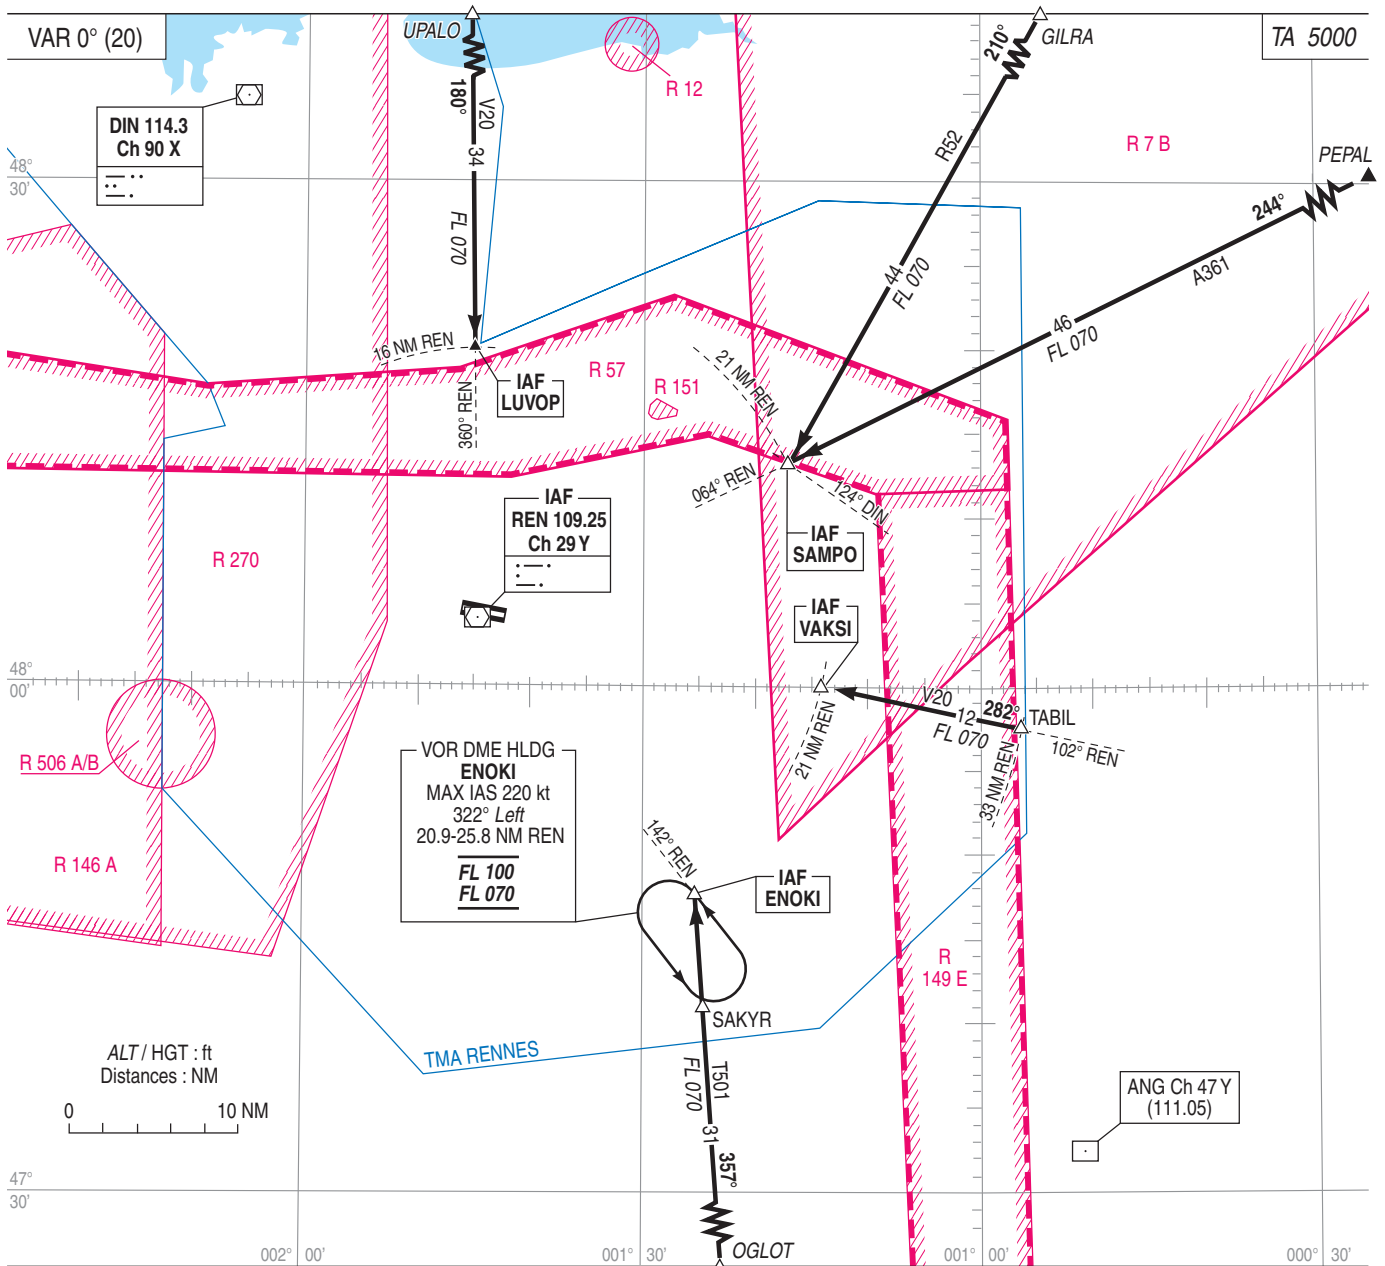 VAR 0° (20)
UPALO
GILRA
210°
TA 5000
R 12
DIN 114.3
Ch 90 X
180°
V20
34
FL 070
R52
R 7 B
PEPAL
48°
30'
244°
A361
44
FL 070
46
FL 070
16 NM REN
360° REN
IAF
LUVOP
R 57
R 151
21 NM REN
064° REN
124° DIN
IAF
SAMPO
IAF
REN 109.25
Ch 29 Y
R 270
IAF
VAKSI
48°
00'
V20
12
282°
FL 070
TABIL
102° REN
21 NM REN
33 NM REN
R 506 A/B
VOR DME HLDG
ENOKI
MAX IAS 220 kt
322° Left
20.9-25.8 NM REN
FL 100
FL 070
142° REN
R 146 A
IAF
ENOKI
R
149 E
SAKYR
TMA RENNES
T501
FL 070
31
357°
ALT / HGT : ft
Distances : NM
0
10 NM
ANG Ch 47 Y
(111.05)
47°
30'
OGLOT
002° 00'
001° 30'
001° 00'
000° 30'